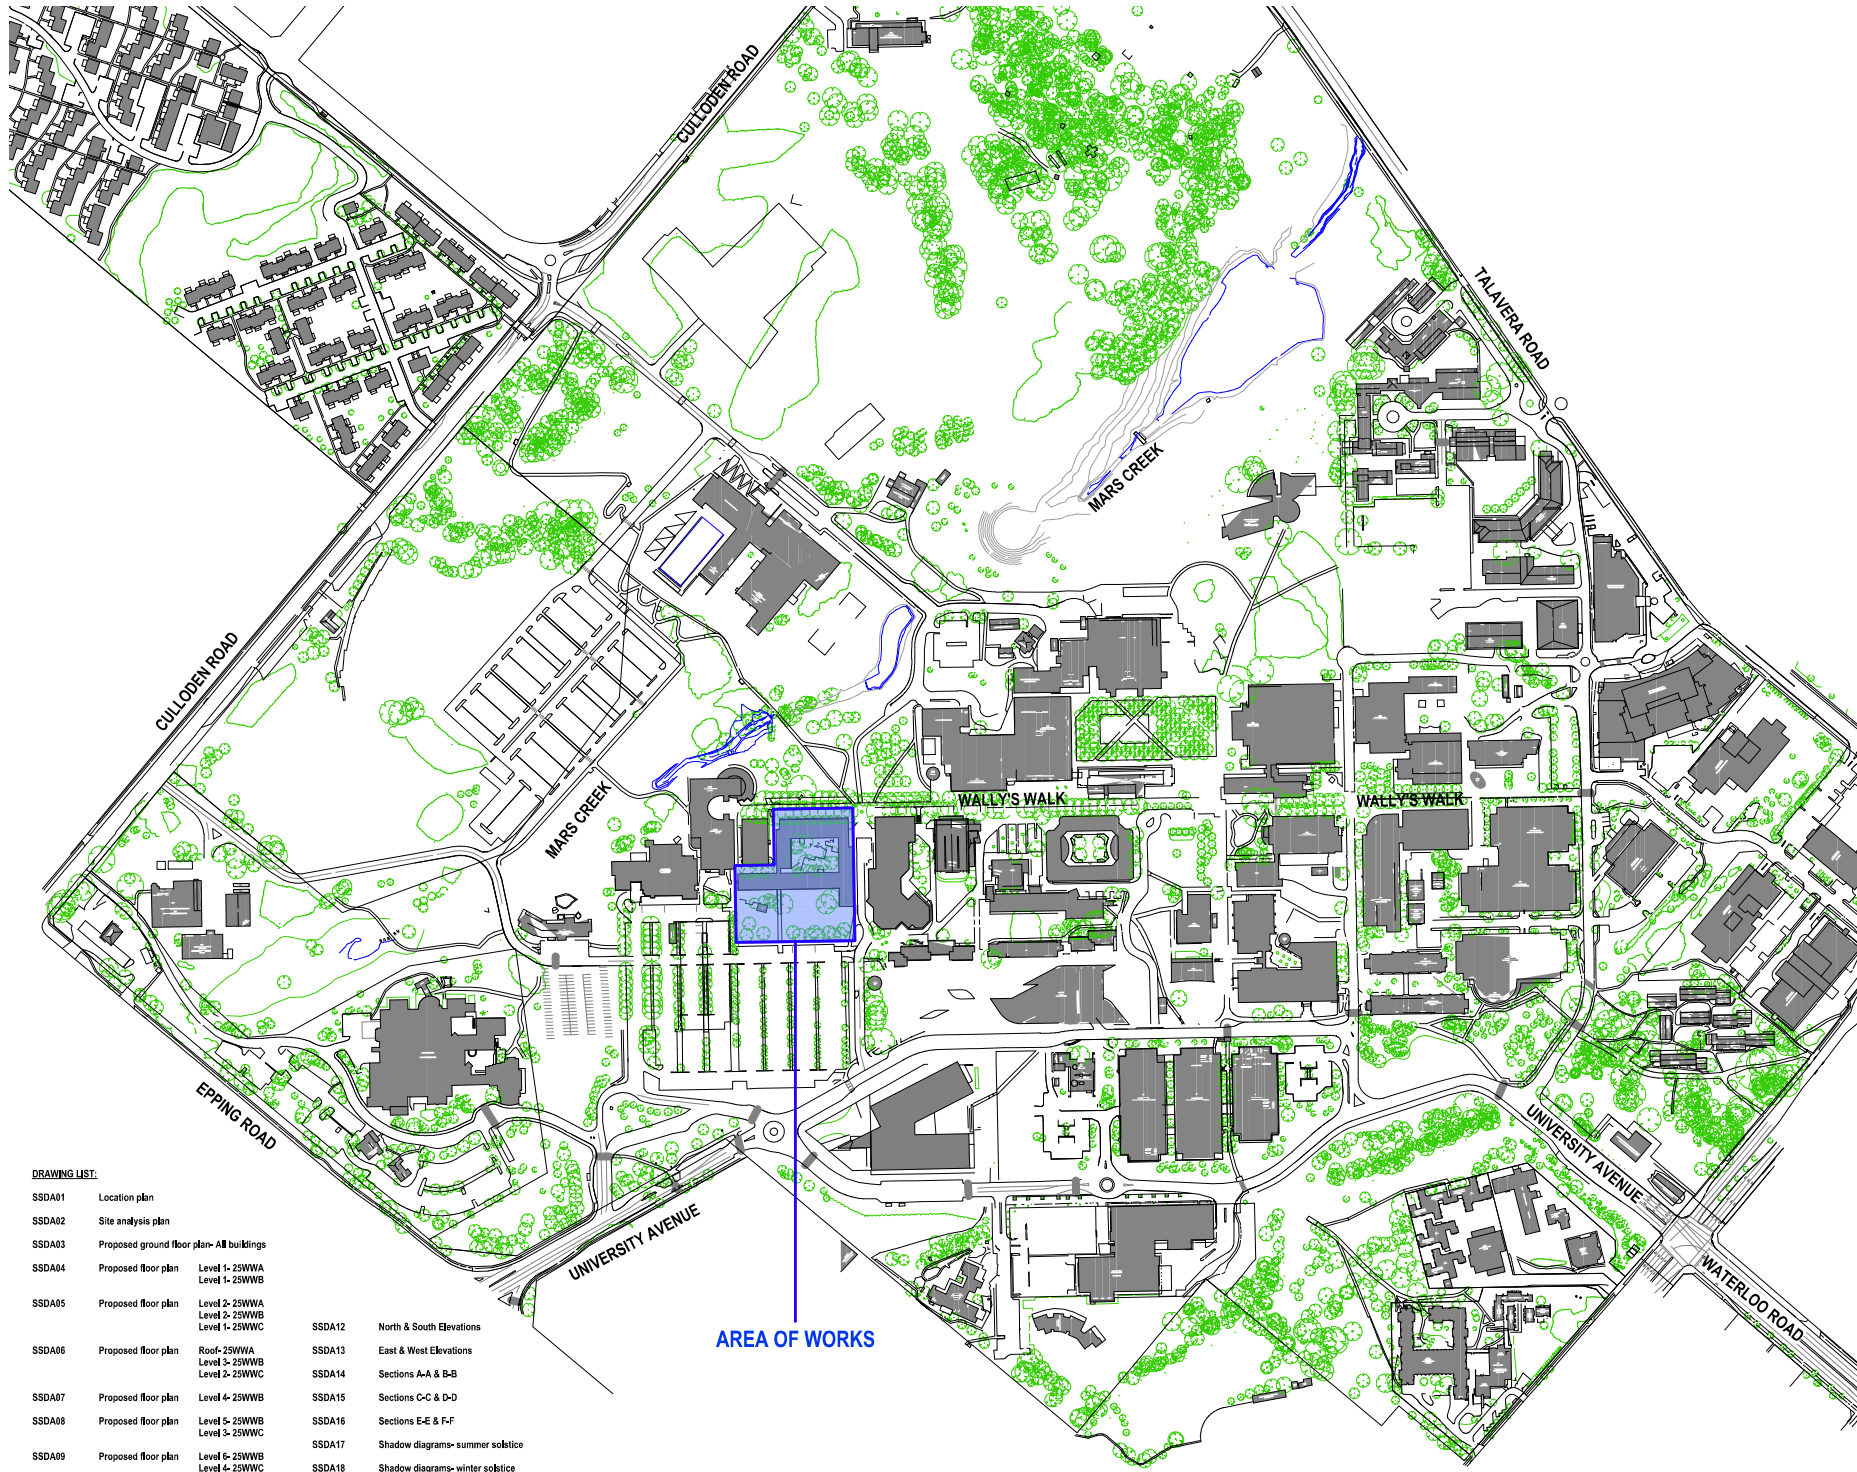 CULLODEN ROAD
TALAVERA ROAD
MARS CREEK
CULLODEN ROAD
WALLY'S WALK
WALLY'S WALK
MARS CREEK
EPPING ROAD
UNIVERSITY AVENUE
UNIVERSITY AVENUE
WATERLOO ROAD
AREA OF WORKS
DRAWING LIST:
SSDA01 Location plan
SSDA02 Site analysis plan
SSDA03 Proposed ground floor plan- All buildings
SSDA04 Proposed floor plan Level 1- 25WWA
Level 1- 25WWB
SSDA05 Proposed floor plan Level 2- 25WWA
Level 2- 25WWB
Level 1- 25WWC
SSDA06 Proposed floor plan Roof- 25WWA
Level 3- 25WWB
Level 2- 25WWC
SSDA07 Proposed floor plan Level 4- 25WWB
SSDA08 Proposed floor plan Level 5- 25WWB
Level 3- 25WWC
SSDA09 Proposed floor plan Level 6- 25WWB
Level 4- 25WWC
SSDA12 North & South Elevations
SSDA13 East & West Elevations
SSDA14 Sections A-A & B-B
SSDA15 Sections C-C & D-D
SSDA16 Sections E-E & F-F
SSDA17 Shadow diagrams- summer solstice
SSDA18 Shadow diagrams- winter solstice